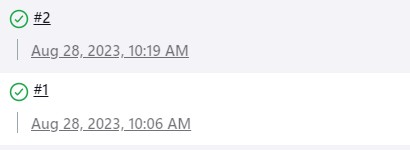 #2
Aug 28, 2023, 10:19 AM
#1
Aug 28, 2023, 10:06 AM